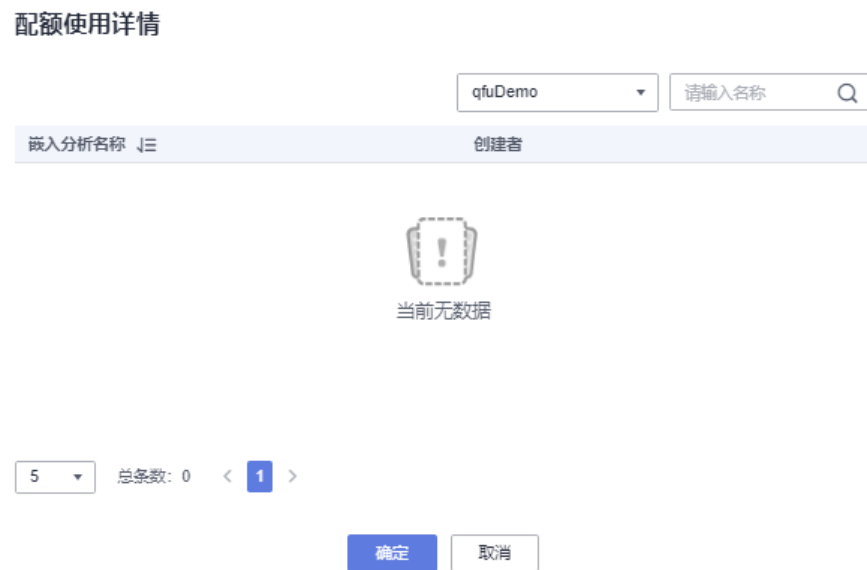 配额使用详情
qfuDemo 请输入名称
嵌入分析名称 创建者
当前无数据
5 总条数: 0 < 1 >
确定 取消